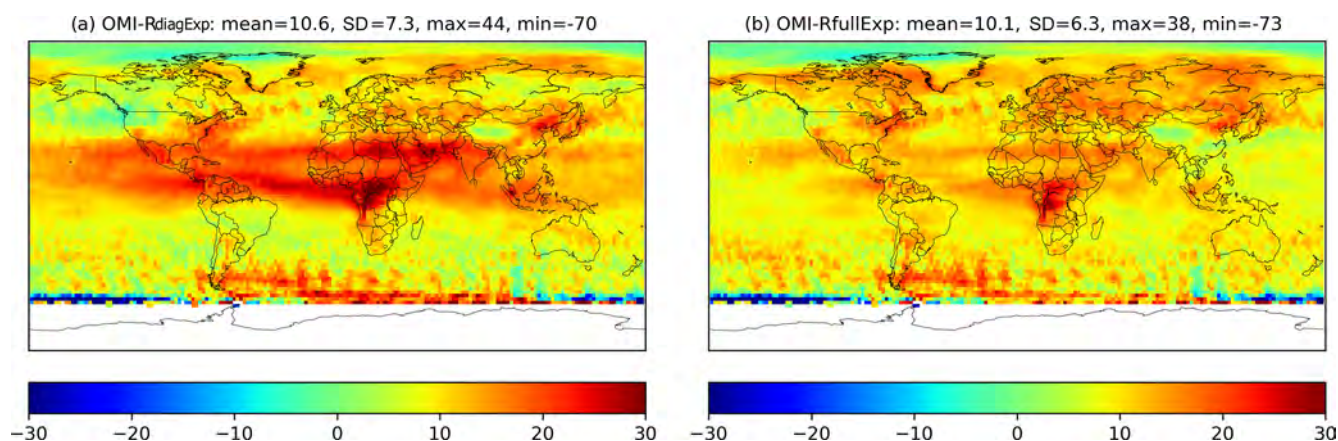 (a) OMI-RdiagExp: mean=10.6, SD=7.3, max=44, min=-70
(b) OMI-RfullExp: mean=10.1, SD=6.3, max=38, min=-73
−30 −20 −10 0 10 20 30
−30 −20 −10 0 10 20 30